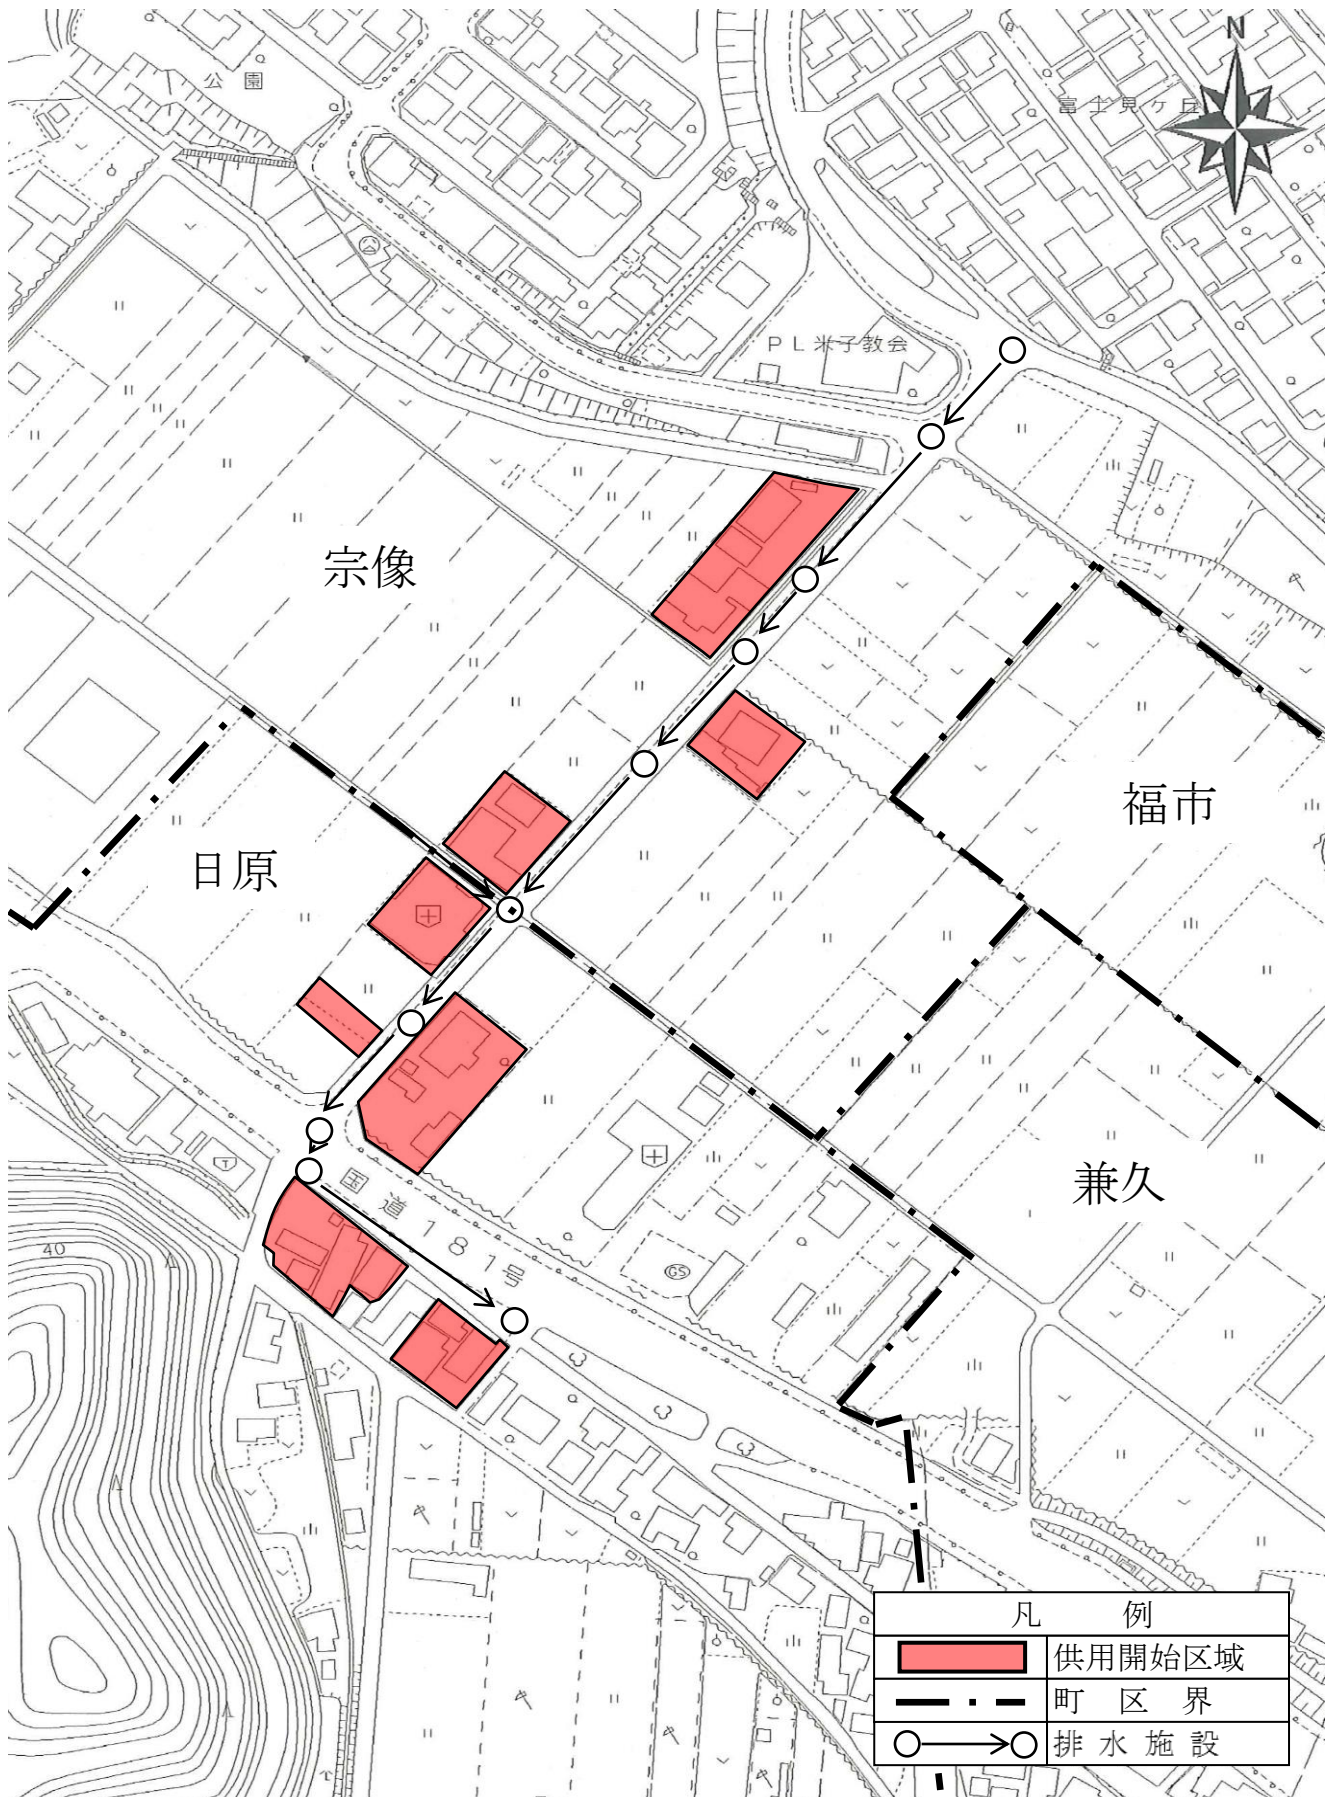 N
公園
富士見ヶ丘
PL米子教会
宗像
福市
日原
兼久
国道181号
GS
40
凡 例
供用開始区域
町 区 界
排水施設